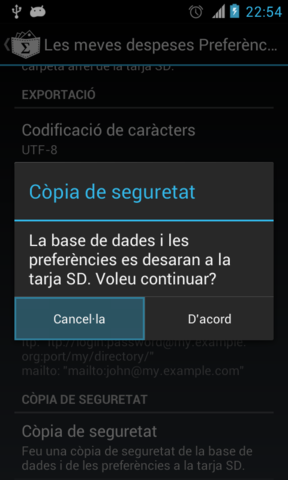 22:54
Les meves despeses Preferènc...
carpeta arrel de la tarja SD.
EXPORTACIÓ
Codificació de caràcters
UTF-8
Còpia de seguretat
La base de dades i les
preferències es desaran a la
tarja SD. Voleu continuar?
Cancel·la D'acord
ftp: "ftp://login:password@my.example.
org:port/my/directory/"
mailto: "mailto:john@my.example.com"
CÒPIA DE SEGURETAT
Còpia de seguretat
Feu una còpia de seguretat de la base de
dades i de les preferències a la tarja SD.